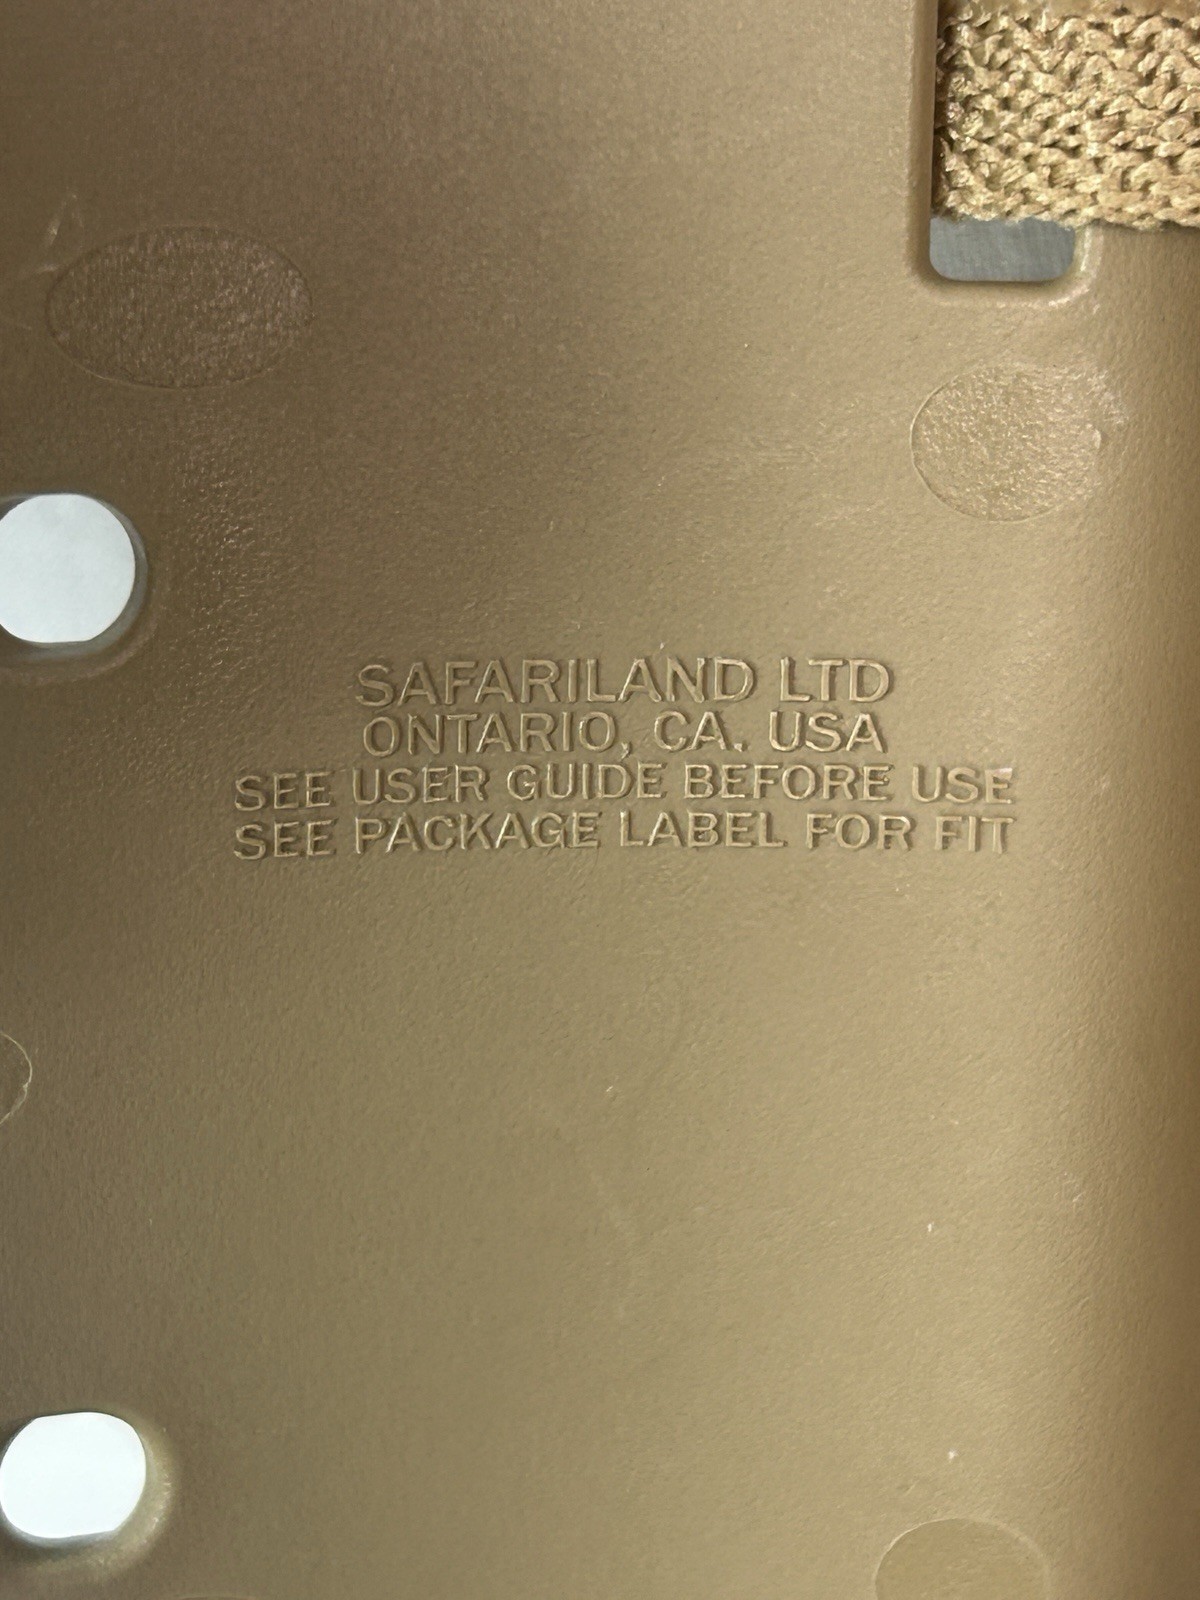 SAFARILAND LTD
ONTARIO, CA. USA
SEE USER GUIDE BEFORE USE
SEE PACKAGE LABEL FOR FIT